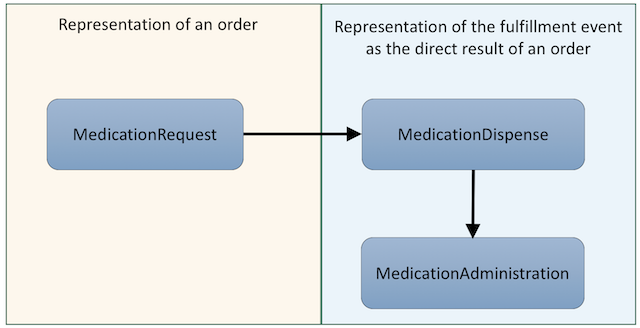 Representation of an order
Representation of the fulfillment event
as the direct result of an order
MedicationRequest
MedicationDispense
MedicationAdministration